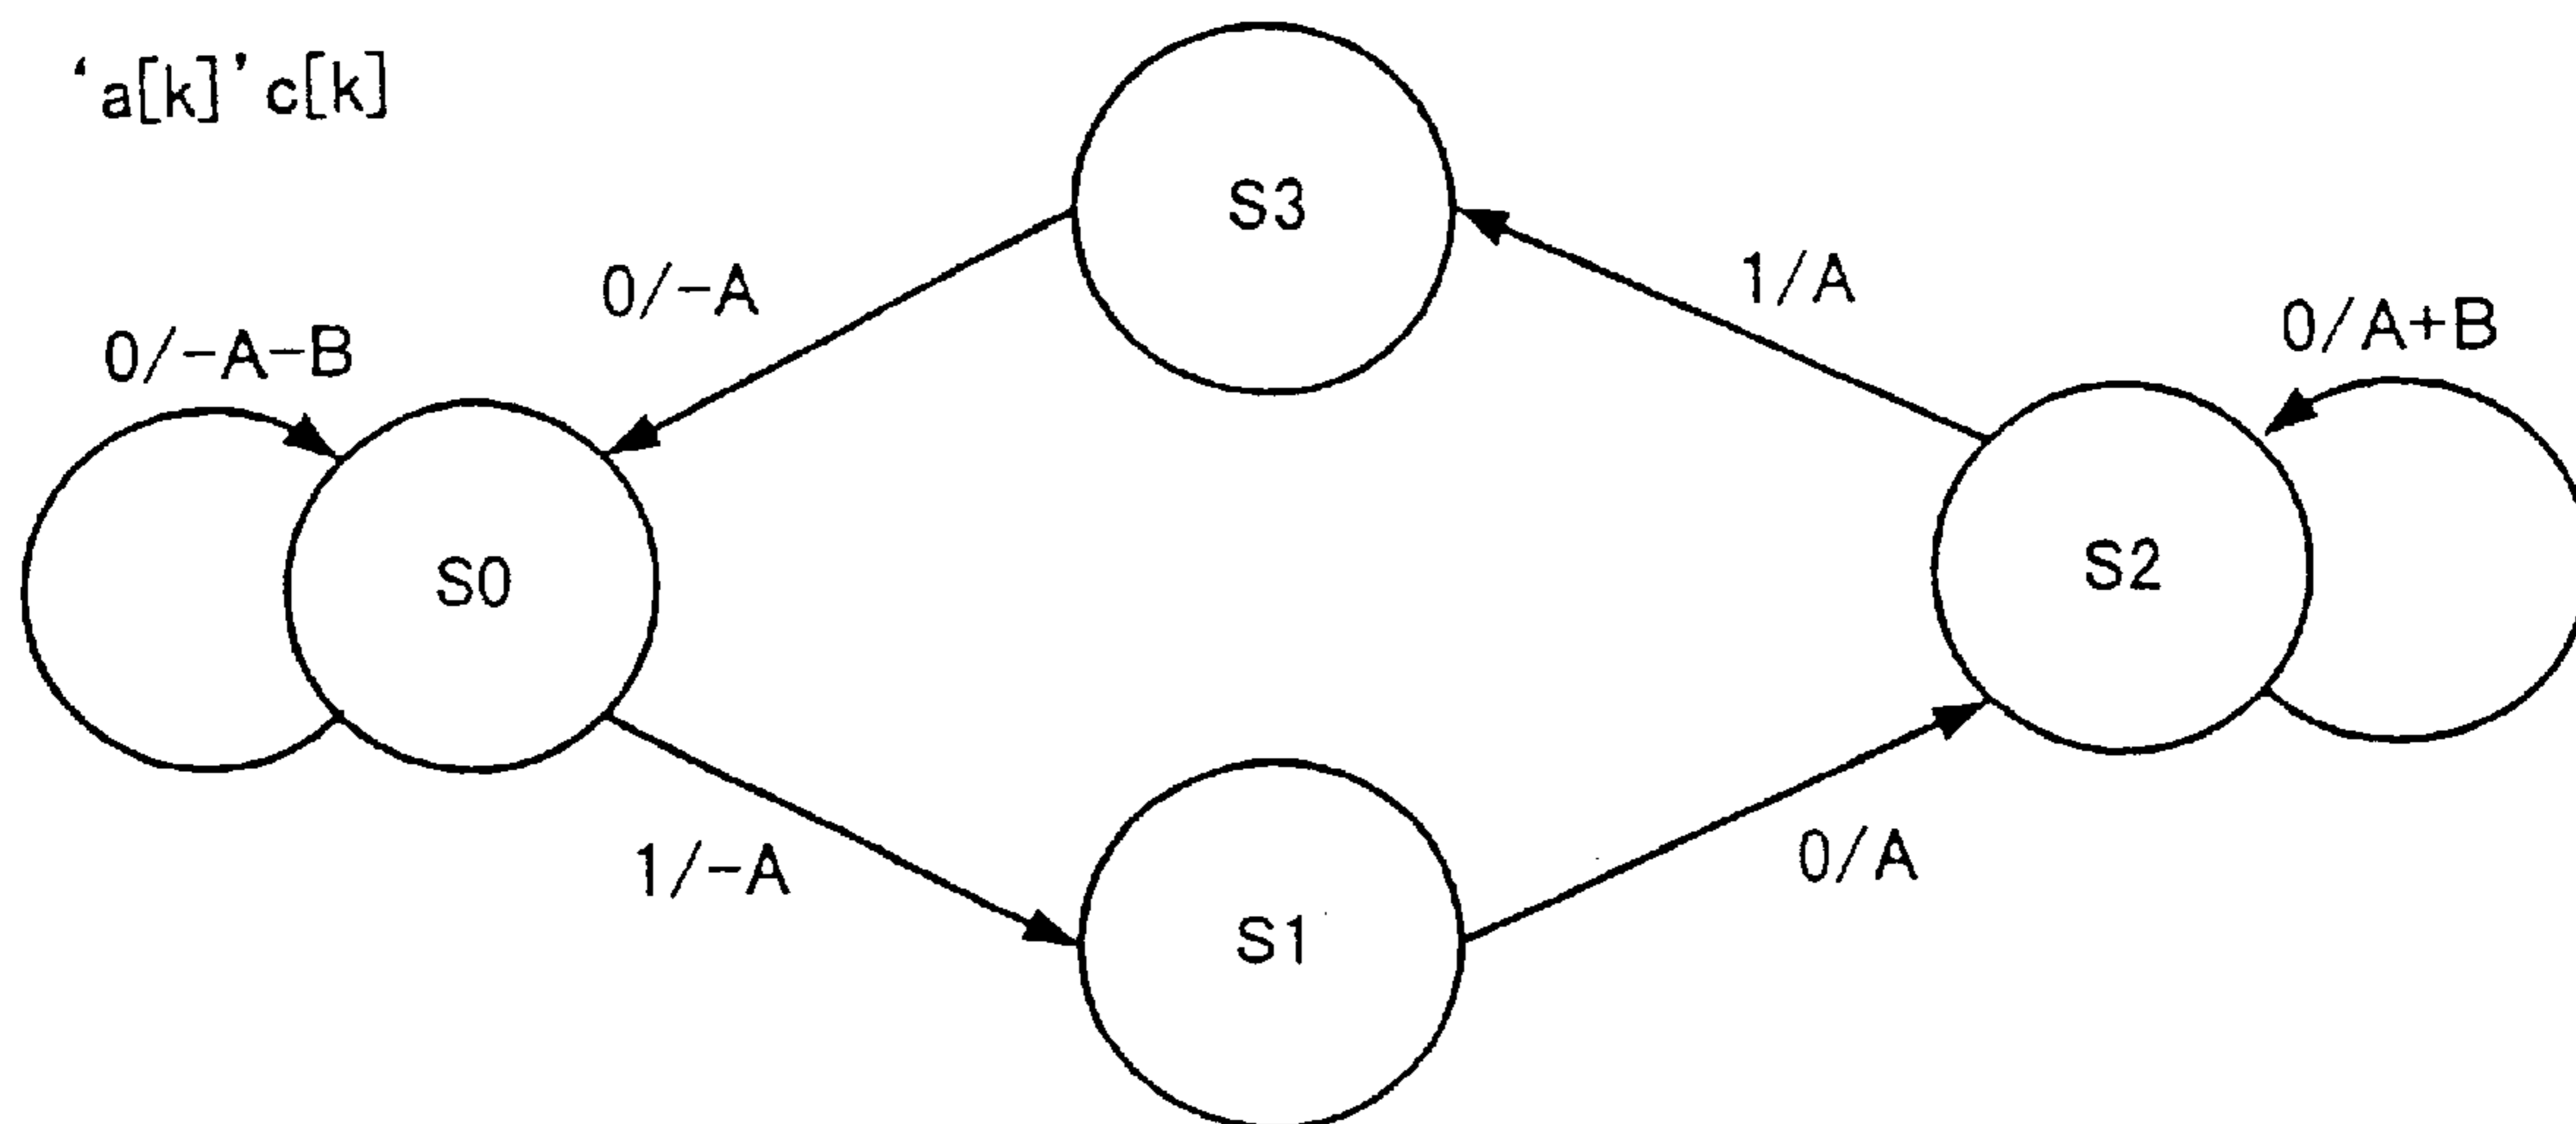 ‘a[k]’ c[k]
S3
0/-A
1/A
0/-A-B
0/A+B
S0
S2
1/-A
0/A
S1